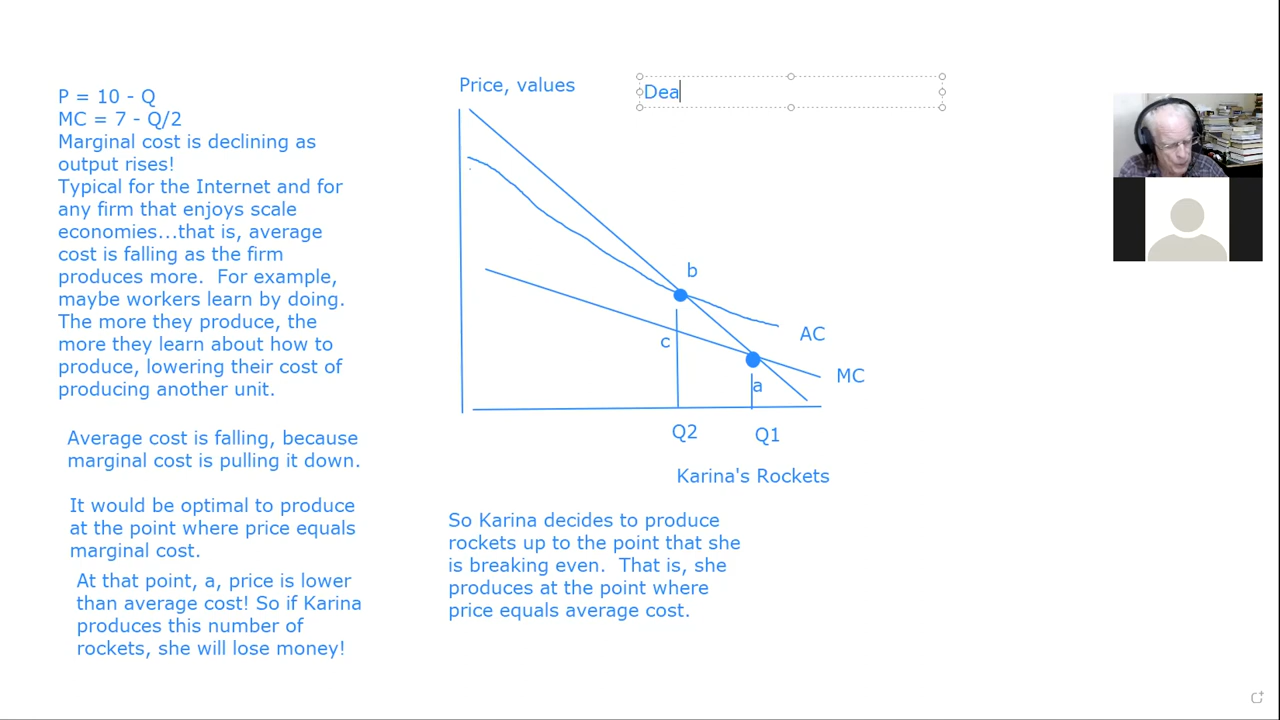 P = 10 - Q
MC = 7 - Q/2
Marginal cost is declining as
output rises!
Typical for the Internet and for
any firm that enjoys scale
economies...that is, average
cost is falling as the firm
produces more.  For example,
maybe workers learn by doing.
The more they produce, the
more they learn about how to
produce, lowering their cost of
producing another unit.
Average cost is falling, because
marginal cost is pulling it down.
It would be optimal to produce
at the point where price equals
marginal cost.
At that point, a, price is lower
than average cost! So if Karina
produces this number of
rockets, she will lose money!
Price, values
Dea
b
AC
c
MC
a
Q2
Q1
Karina's Rockets
So Karina decides to produce
rockets up to the point that she
is breaking even.  That is, she
produces at the point where
price equals average cost.